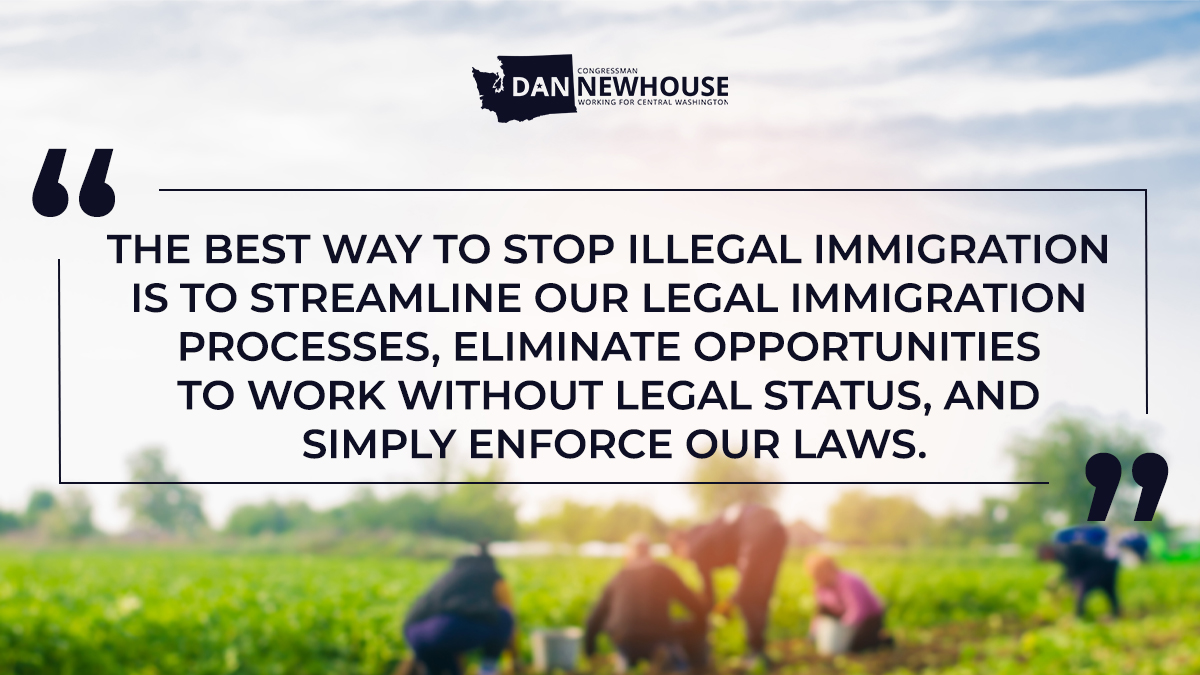 CONGRESSMAN
DAN NEWHOUSE
WORKING FOR CENTRAL WASHINGTON
“
THE BEST WAY TO STOP ILLEGAL IMMIGRATION
IS TO STREAMLINE OUR LEGAL IMMIGRATION
PROCESSES, ELIMINATE OPPORTUNITIES
TO WORK WITHOUT LEGAL STATUS, AND
SIMPLY ENFORCE OUR LAWS.
”